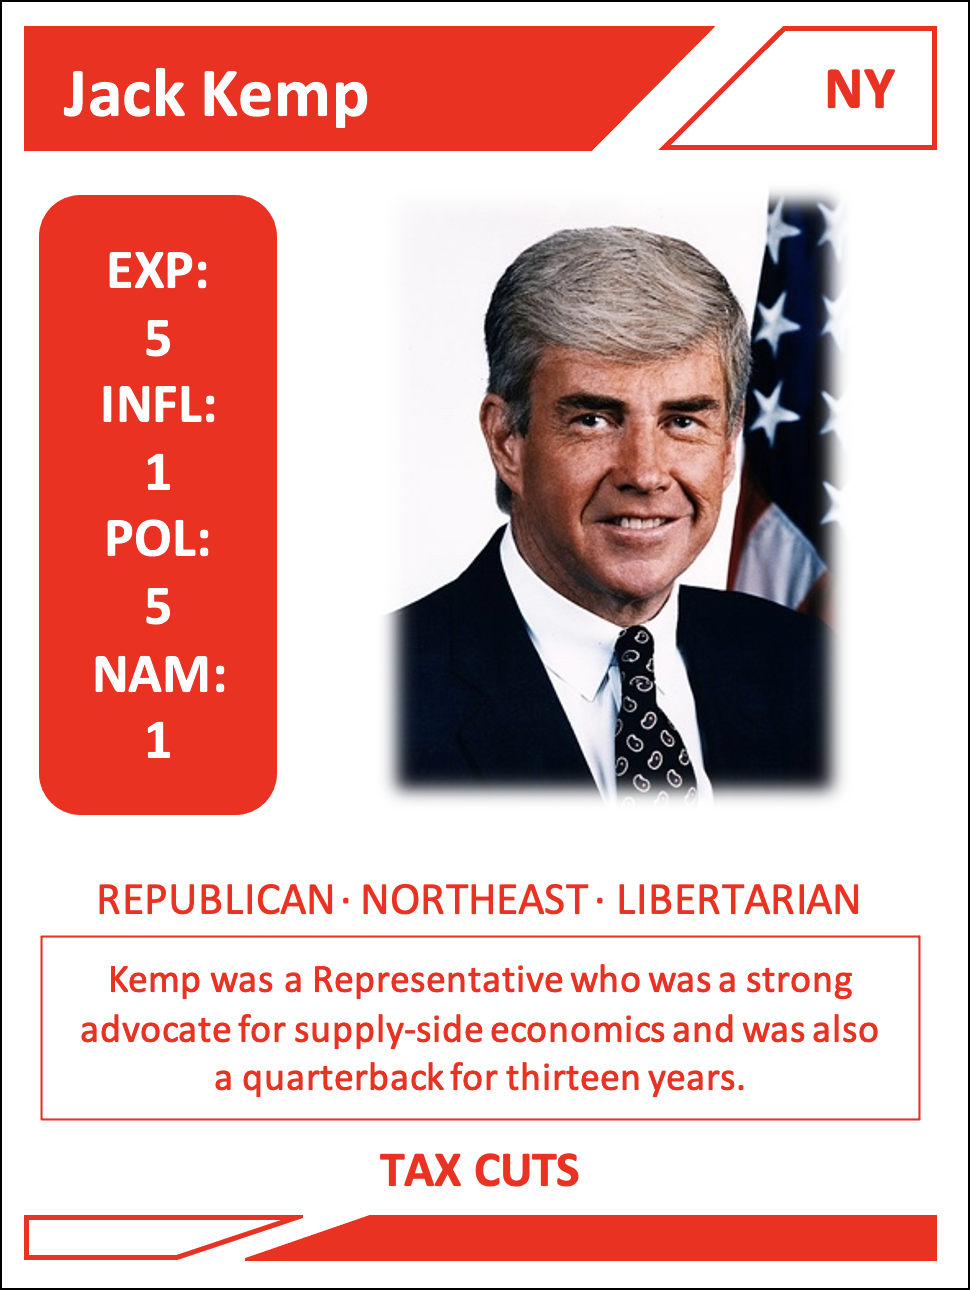 Jack Kemp
NY
EXP:
5
INFL:
1
POL:
5
NAM:
1
REPUBLICAN · NORTHEAST · LIBERTARIAN
Kemp was a Representative who was a strong
advocate for supply-side economics and was also
a quarterback for thirteen years.
TAX CUTS